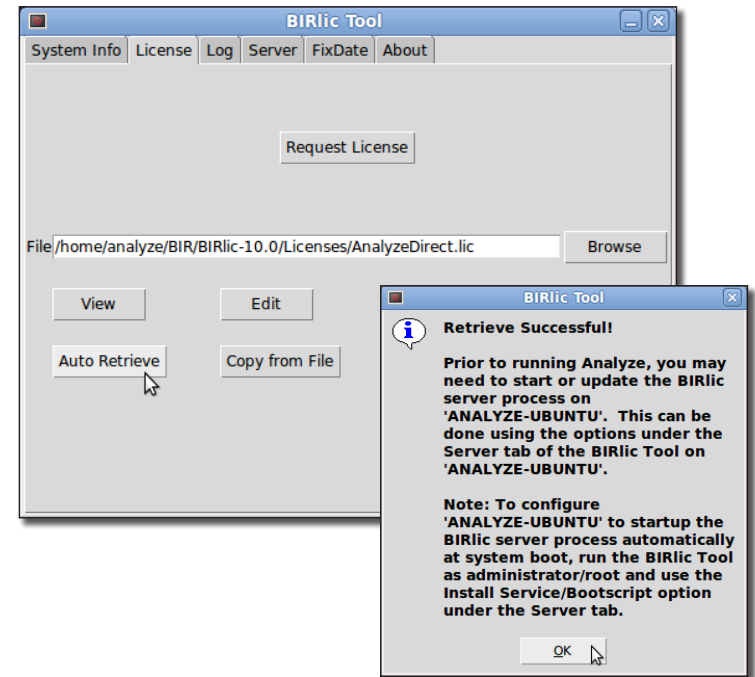 BIRlic Tool
System Info License Log Server FixDate About
Request License
File /home/analyze/BIR/BIRlic-10.0/Licenses/AnalyzeDirect.lic Browse
View Edit
Auto Retrieve Copy from File
BIRlic Tool
Retrieve Successful!
Prior to running Analyze, you may
need to start or update the BIRlic
server process on
'ANALYZE-UBUNTU'. This can be
done using the options under the
Server tab of the BIRlic Tool on
'ANALYZE-UBUNTU'.
Note: To configure
'ANALYZE-UBUNTU' to startup the
BIRlic server process automatically
at system boot, run the BIRlic Tool
as administrator/root and use the
Install Service/Bootscript option
under the Server tab.
OK